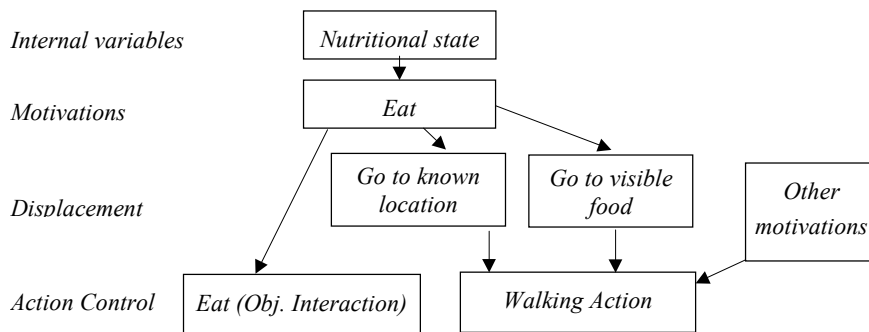 Internal variables
Nutritional state
Motivations
Eat
Go to known
location
Go to visible
food
Other
motivations
Displacement
Action Control
Eat (Obj. Interaction)
Walking Action